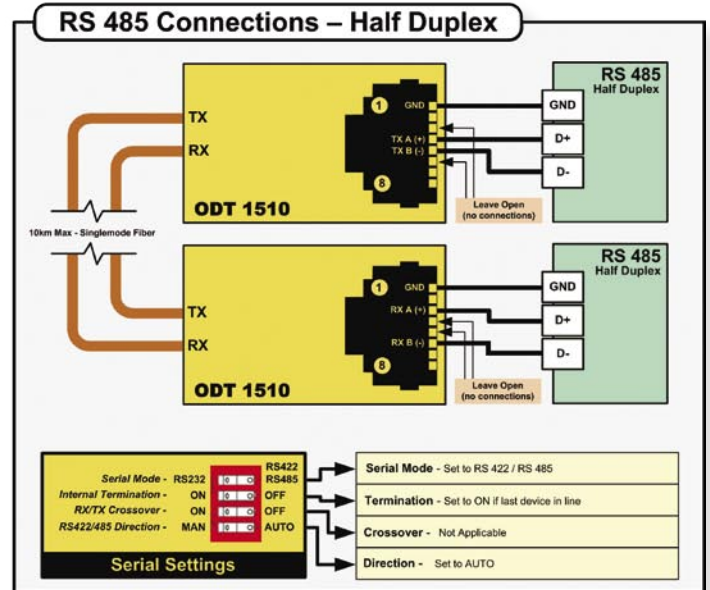 RS 485 Connections – Half Duplex
TX
RX
ODT 1510
1
8
GND
TX A (+)
TX B (-)
Leave Open
(no connections)
RS 485
Half Duplex
GND
D+
D-
10km Max - Singlemode Fiber
TX
RX
ODT 1510
1
8
GND
RX A (+)
RX B (-)
Leave Open
(no connections)
RS 485
Half Duplex
GND
D+
D-
RS422
Serial Mode - RS232 RS485
Internal Termination - ON OFF
RX/TX Crossover - ON OFF
RS422/485 Direction - MAN AUTO
Serial Settings
Serial Mode - Set to RS 422 / RS 485
Termination - Set to ON if last device in line
Crossover - Not Applicable
Direction - Set to AUTO